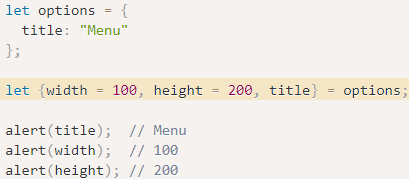 let options = {
  title: "Menu"
};

let {width = 100, height = 200, title} = options;

alert(title);  // Menu
alert(width);  // 100
alert(height); // 200